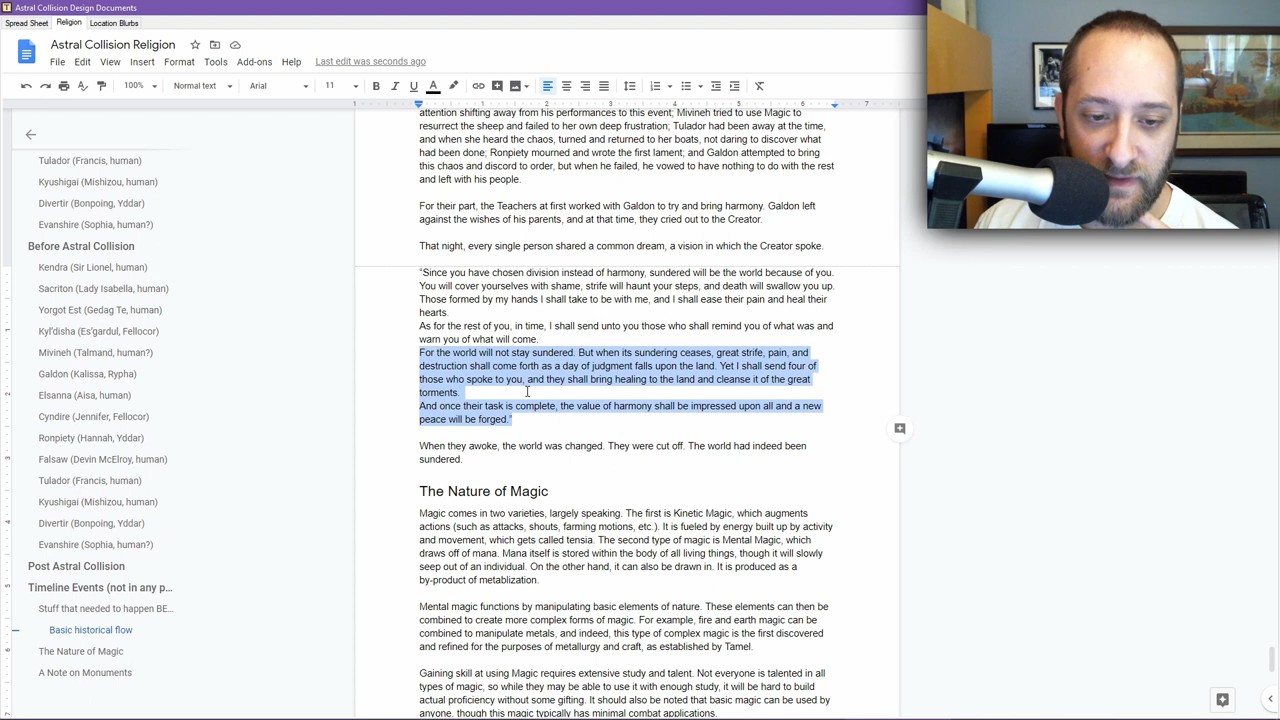 Astral Collision Design Documents
Spread Sheet
Religion
Location Blurbs
Astral Collision Religion
File Edit View Insert Format Tools Add-ons Help Last edit was seconds ago
100% Normal text Arial 11 B I U A
1 1 2 3 4 5 6 7
Tulador (Francis, human)
Kyushigai (Mishizou, human)
Divertir (Bonpoing, Yddar)
Evanshire (Sophia, human?)
Before Astral Collision
Kendra (Sir Lionel, human)
Sacriton (Lady Isabella, human)
Yorgot Est (Gedag Te, human)
Kyl'disha (Es'gardul, Fellocor)
Mivineh (Talmand, human?)
Galdon (Kalissa, Rypha)
Elsanna (Aisa, human)
Cyndire (Jennifer, Fellocor)
Ronpiety (Hannah, Yddar)
Falsaw (Devin McElroy, human)
Tulador (Francis, human)
Kyushigai (Mishizou, human)
Divertir (Bonpoing, Yddar)
Evanshire (Sophia, human?)
Post Astral Collision
Timeline Events (not in any p...
Stuff that needed to happen BE...
Basic historical flow
The Nature of Magic
A Note on Monuments
attention shifting away from his performances to this event; Mivineh tried to use Magic to
resurrect the sheep and failed to her own deep frustration; Tulador had been away at the time,
and when she heard the chaos, turned and returned to her boats, not daring to discover what
had been done; Ronpiety mourned and wrote the first lament; and Galdon attempted to bring
this chaos and discord to order, but when he failed, he vowed to have nothing to do with the rest
and left with his people.
For their part, the Teachers at first worked with Galdon to try and bring harmony. Galdon left
against the wishes of his parents, and at that time, they cried out to the Creator.
That night, every single person shared a common dream, a vision in which the Creator spoke.
"Since you have chosen division instead of harmony, sundered will be the world because of you.
You will cover yourselves with shame, strife will haunt your steps, and death will swallow you up.
Those formed by my hands I shall take to be with me, and I shall ease their pain and heal their
hearts.
As for the rest of you, in time, I shall send unto you those who shall remind you of what was and
warn you of what will come.
For the world will not stay sundered. But when its sundering ceases, great strife, pain, and
destruction shall come forth as a day of judgment falls upon the land. Yet I shall send four of
those who spoke to you, and they shall bring healing to the land and cleanse it of the great
torments.
And once their task is complete, the value of harmony shall be impressed upon all and a new
peace will be forged."
When they awoke, the world was changed. They were cut off. The world had indeed been
sundered.
The Nature of Magic
Magic comes in two varieties, largely speaking. The first is Kinetic Magic, which augments
actions (such as attacks, shouts, farming motions, etc.). It is fueled by energy built up by activity
and movement, which gets called tensia. The second type of magic is Mental Magic, which
draws off of mana. Mana itself is stored within the body of all living things, though it will slowly
seep out of an individual. On the other hand, it can also be drawn in. It is produced as a
by-product of metablization.
Mental magic functions by manipulating basic elements of nature. These elements can then be
combined to create more complex forms of magic. For example, fire and earth magic can be
combined to manipulate metals, and indeed, this type of complex magic is the first discovered
and refined for the purposes of metallurgy and craft, as established by Tamel.
Gaining skill at using Magic requires extensive study and talent. Not everyone is talented in all
types of magic, so while they may be able to use it with enough study, it will be hard to build
actual proficiency without some gifting. It should also be noted that basic magic can be used by
anyone, though this magic typically has minimal combat applications.